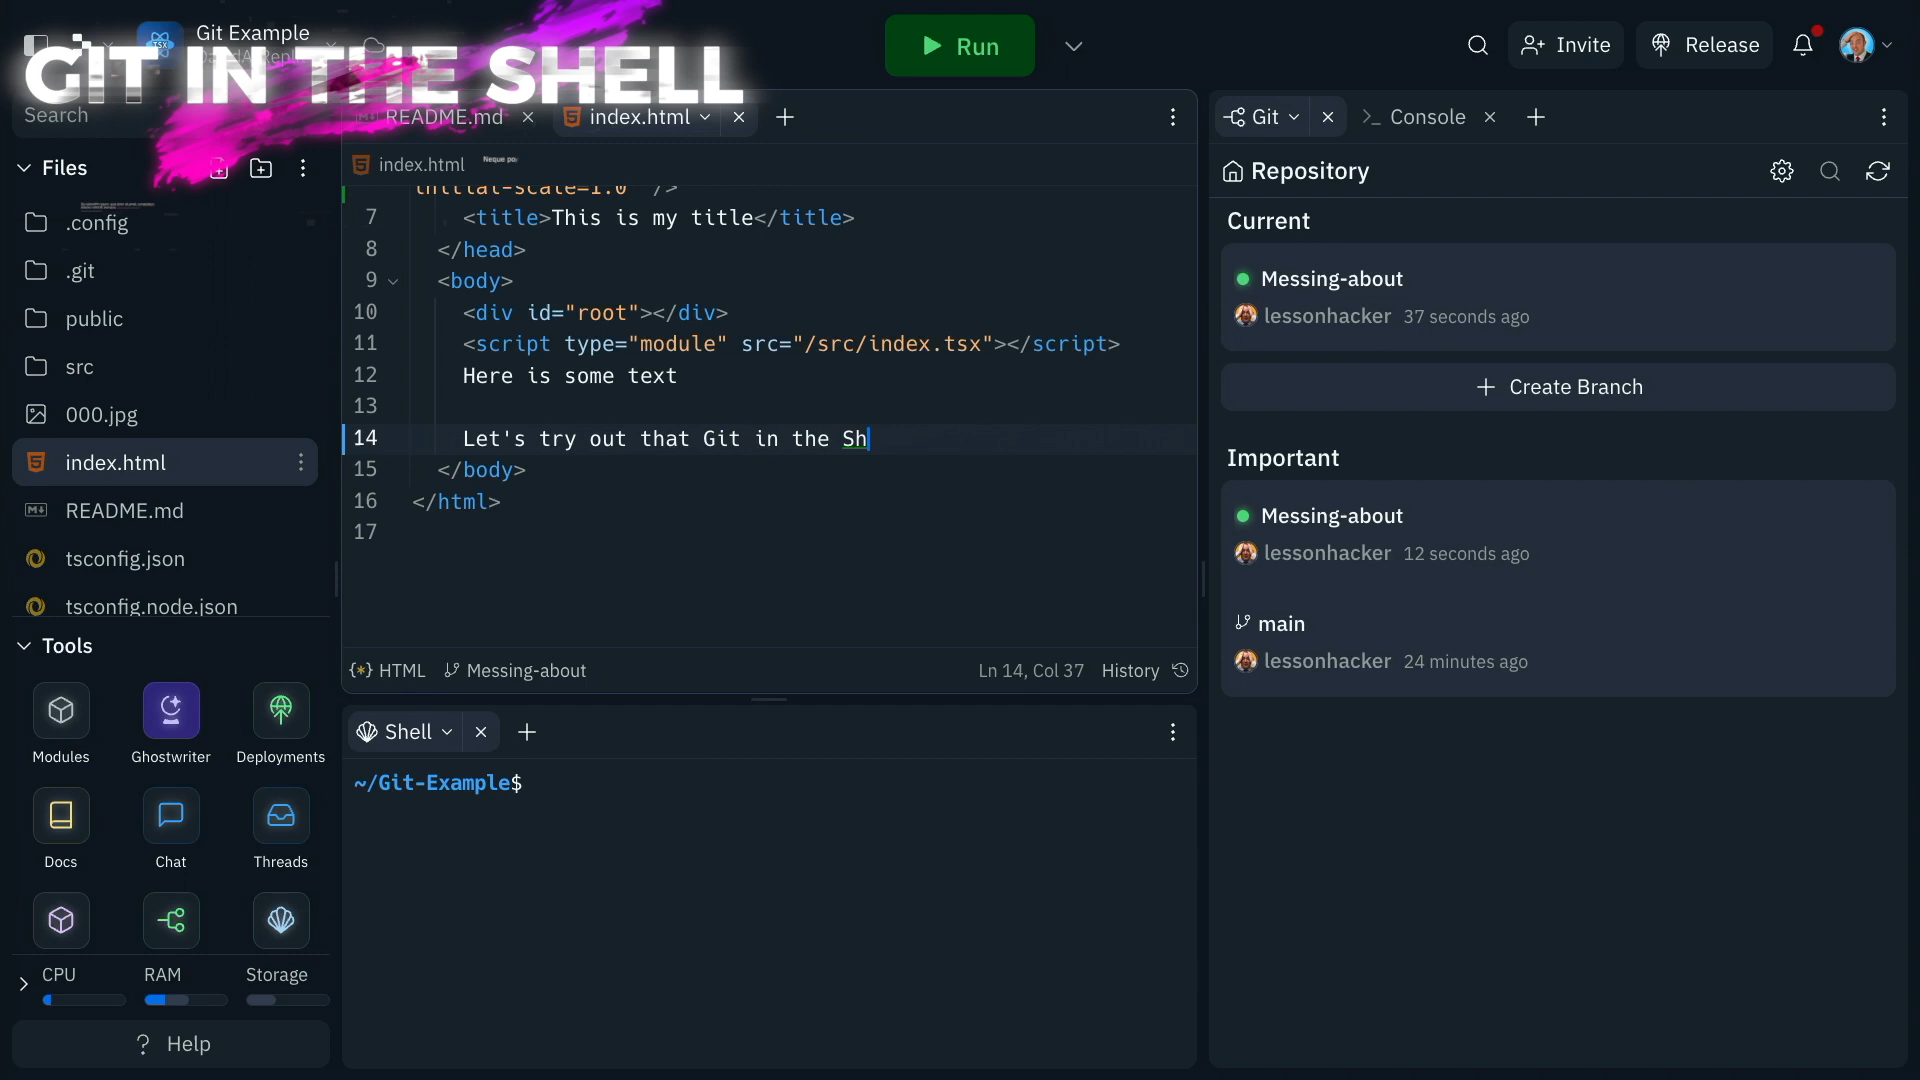 Git Example
GIT IN THE SHELL
Run
Invite
Release
Search
README.md
index.html
Git
Console
Files
index.html
Repository
.config
.git
public
src
000.jpg
index.html
README.md
tsconfig.json
tsconfig.node.json
initial-scale=1.0" />
7 <title>This is my title</title>
8 </head>
9 <body>
10 <div id="root"></div>
11 <script type="module" src="/src/index.tsx"></script>
12 Here is some text
13
14 Let's try out that Git in the Sh
15 </body>
16 </html>
17
{*} HTML
Messing-about
Ln 14, Col 37
History
Current
Messing-about
lessonhacker 37 seconds ago
Create Branch
Important
Messing-about
lessonhacker 12 seconds ago
main
lessonhacker 24 minutes ago
Tools
Modules
Ghostwriter
Deployments
Docs
Chat
Threads
CPU
RAM
Storage
? Help
Shell
~/Git-Example$